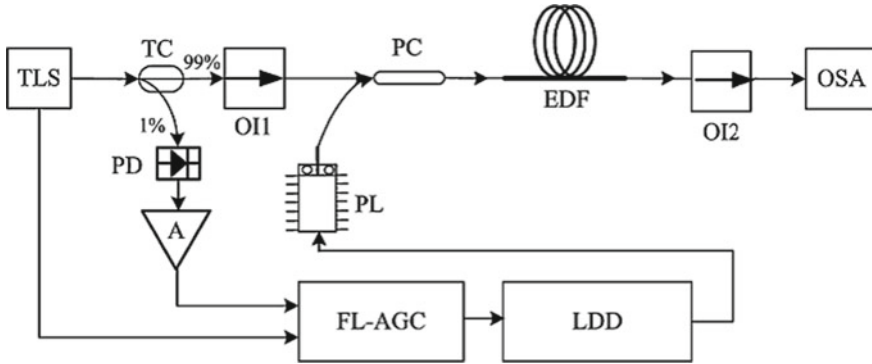 TLS
TC
99%
1%
OI1
PC
EDF
OI2
OSA
PD
A
PL
FL-AGC
LDD